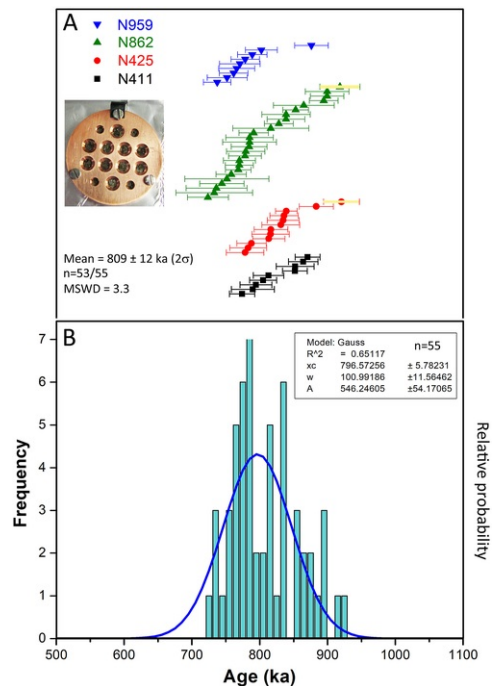 A
N959
N862
N425
N411
Mean = 809 ± 12 ka (2σ)
n=53/55
MSWD = 3.3
B
Model: Gauss
n=55
R^2 = 0.65117
xc 796.57256 ± 5.78231
w 100.99186 ±11.56462
A 546.24605 ±54.17065
7
6
5
4
3
2
1
0
Frequency
Relative probability
500 600 700 800 900 1000 1100
Age (ka)